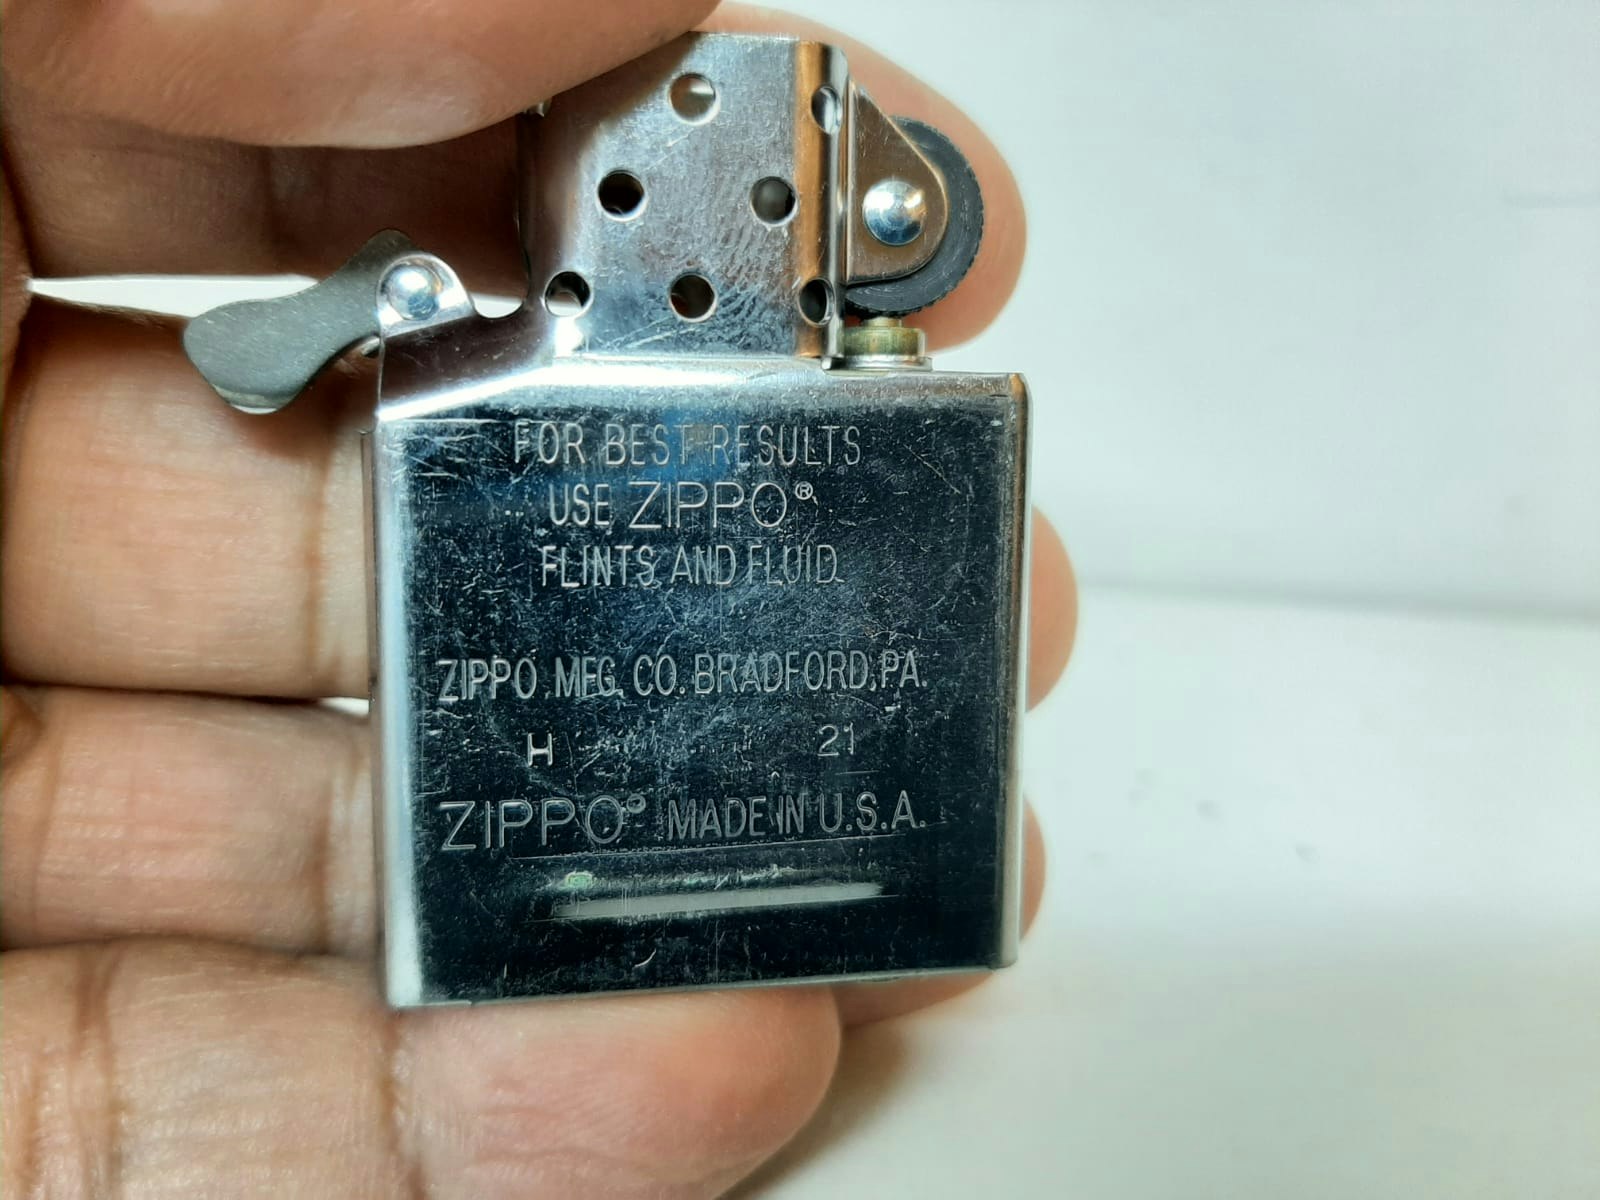 FOR BEST RESULTS
USE ZIPPO®
FLINTS AND FLUID
ZIPPO MFG. CO. BRADFORD, PA.
H 21
ZIPPO® MADE IN U.S.A.